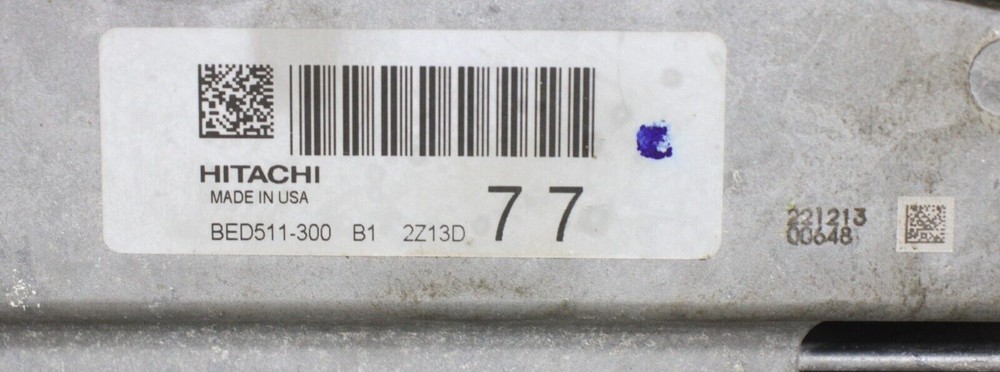 HITACHI
MADE IN USA
BED511-300 B1 2Z13D 77
221213
00648